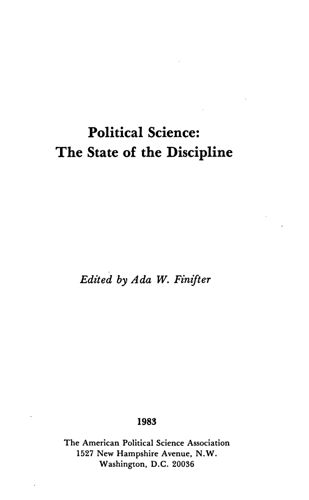 Political Science:
The State of the Discipline
Edited by Ada W. Finifter
1983
The American Political Science Association
1527 New Hampshire Avenue, N.W.
Washington, D.C. 20036